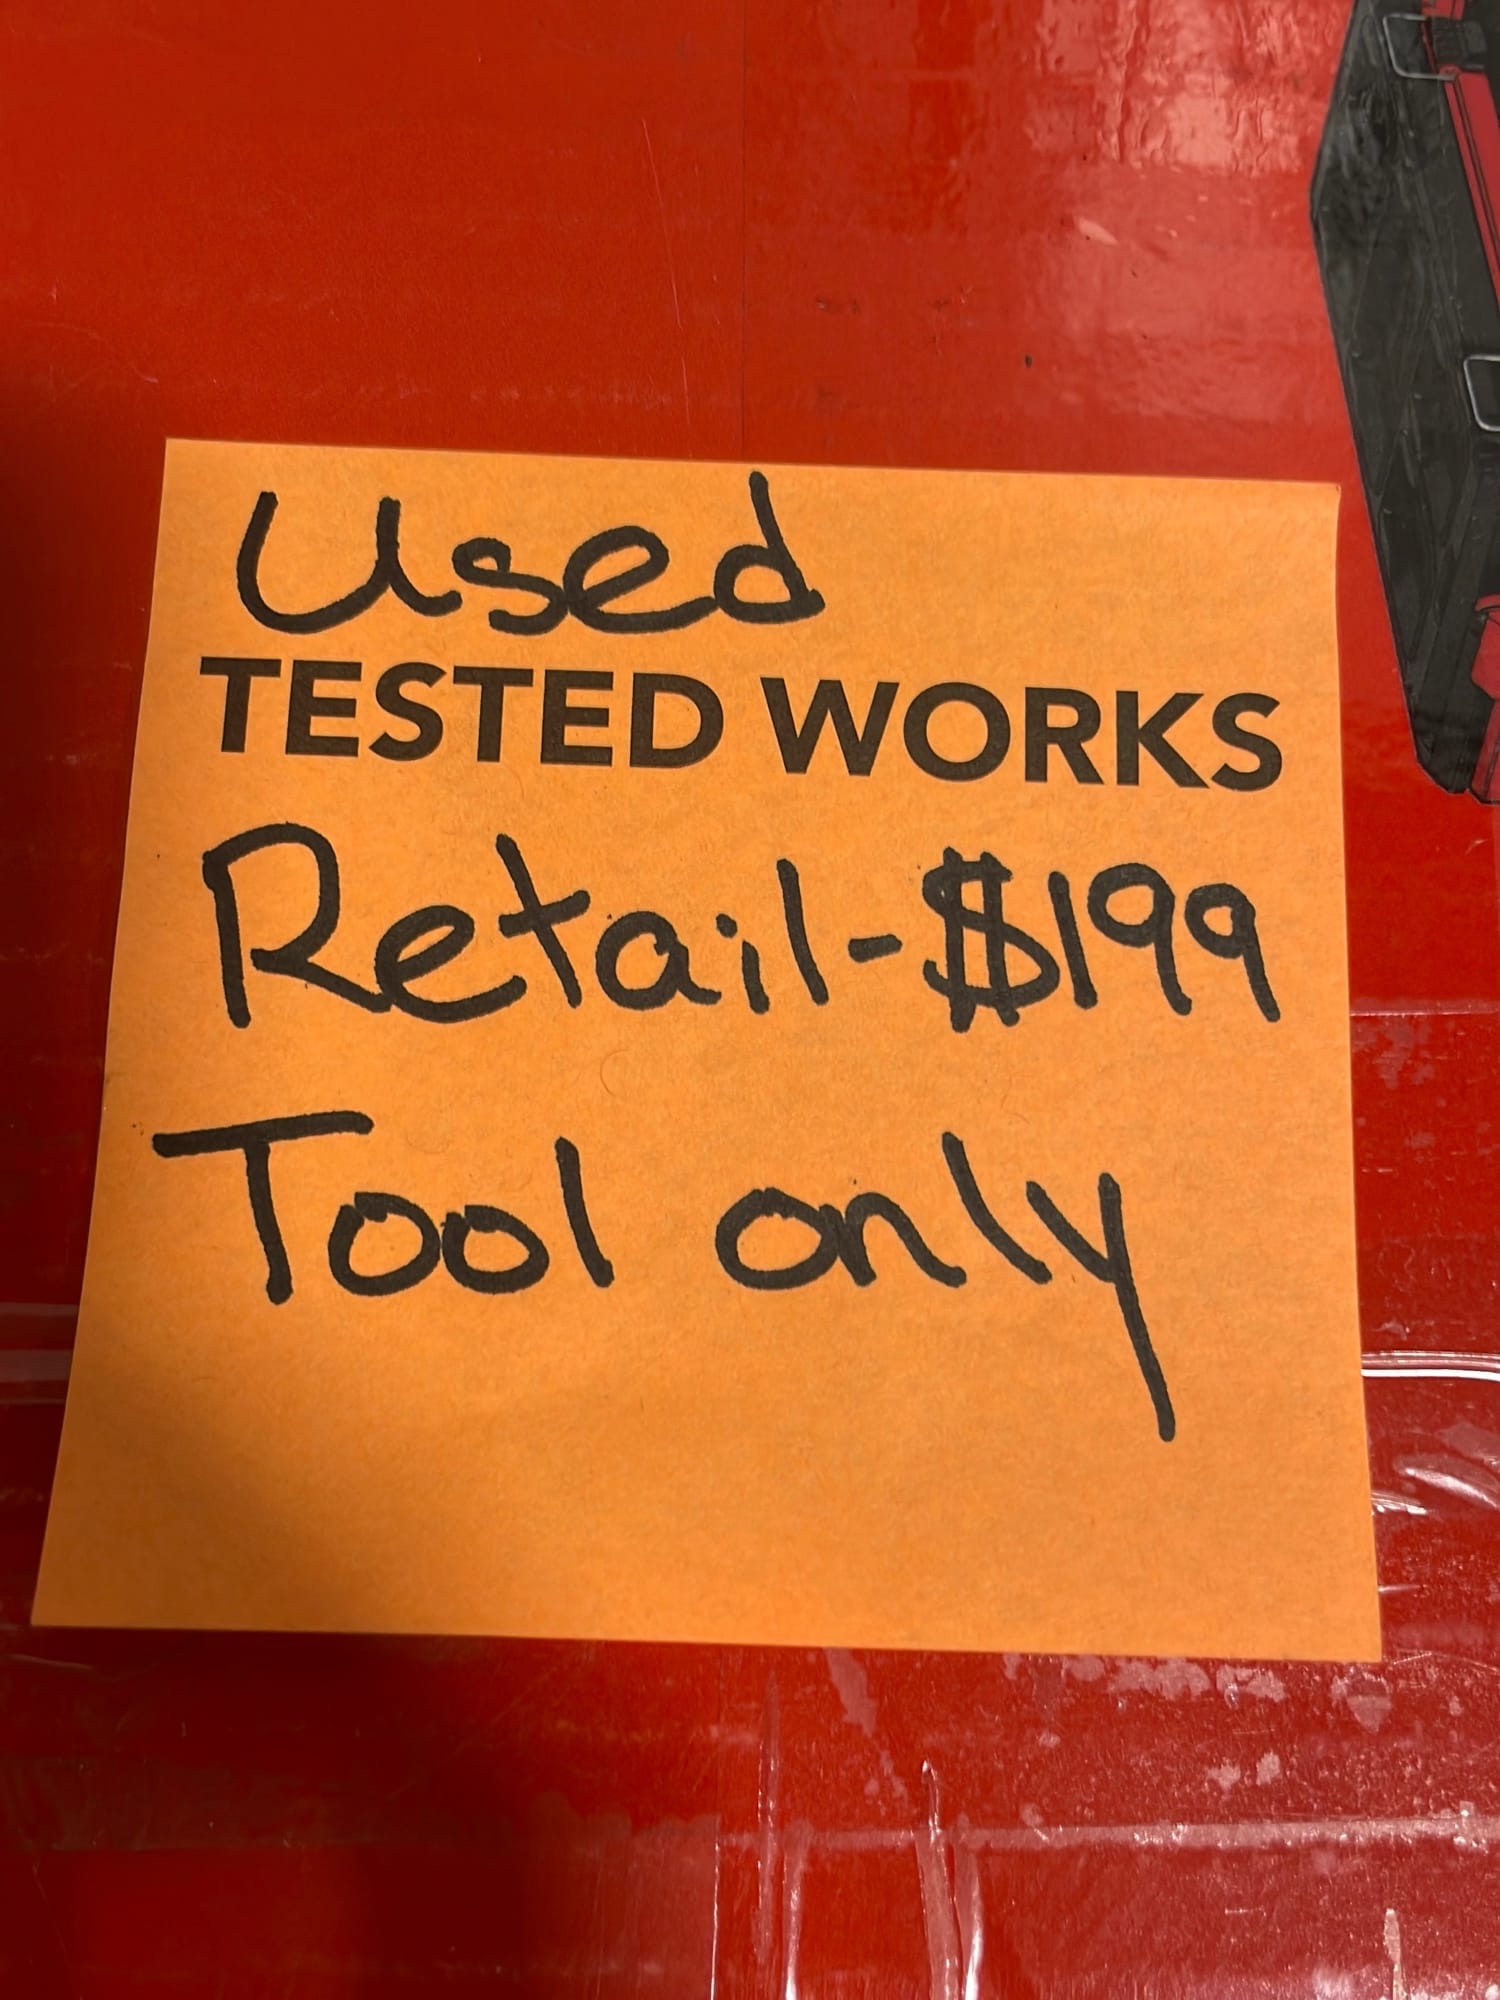 Used
TESTED WORKS
Retail-$199
Tool only